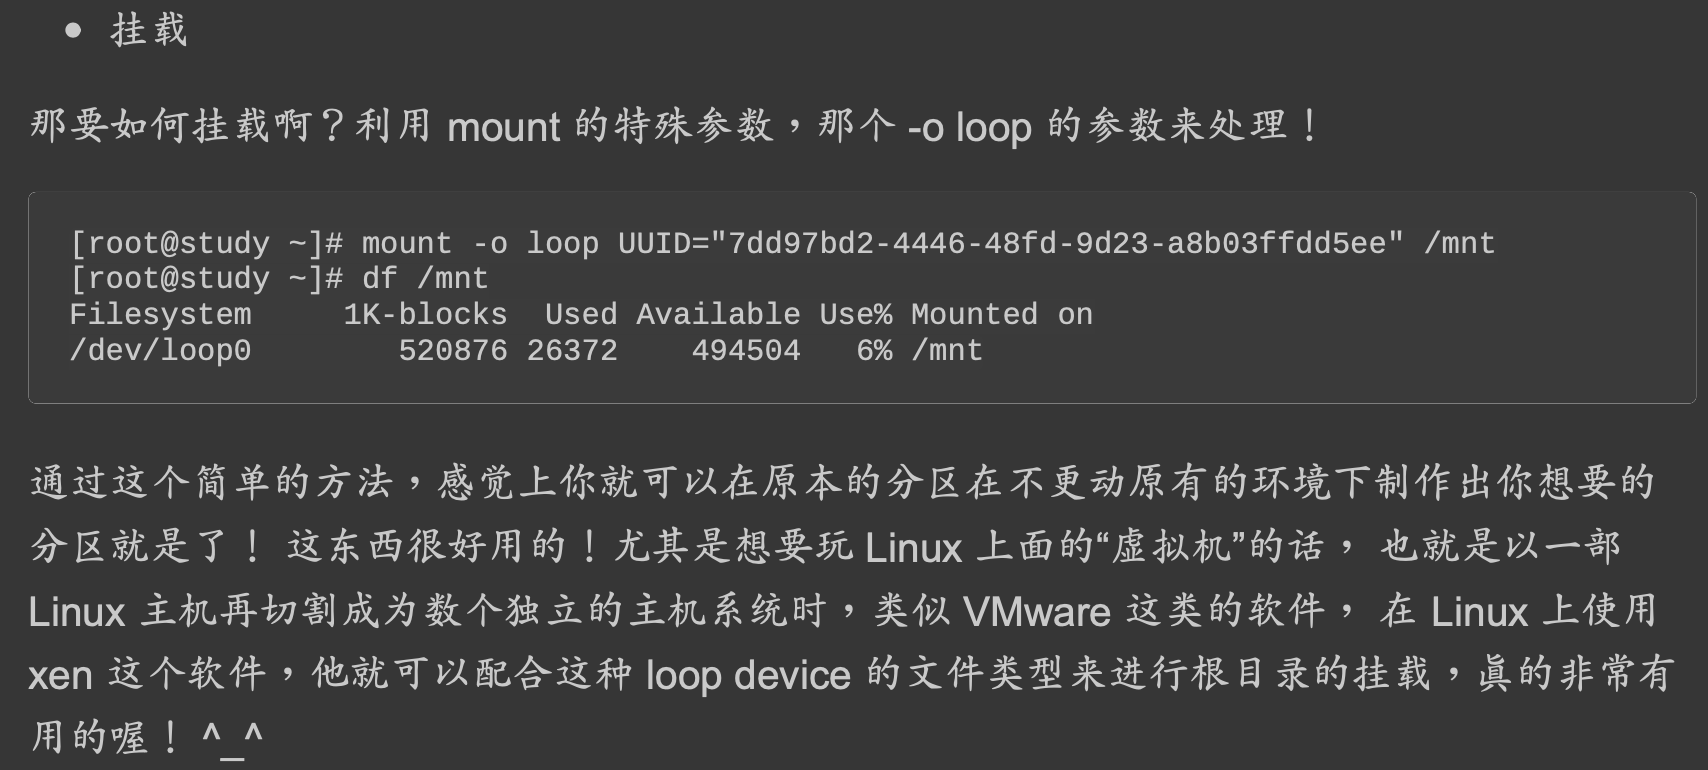 • 挂载
那要如何挂载啊？利用 mount 的特殊参数，那个 -o loop 的参数来处理！
[root@study ~]# mount -o loop UUID="7dd97bd2-4446-48fd-9d23-a8b03ffdd5ee" /mnt
[root@study ~]# df /mnt
Filesystem     1K-blocks  Used Available Use% Mounted on
/dev/loop0        520876 26372    494504   6% /mnt
通过这个简单的方法，感觉上你就可以在原本的分区在不更动原有的环境下制作出你想要的
分区就是了！ 这东西很好用的！尤其是想要玩 Linux 上面的“虚拟机”的话， 也就是以一部
Linux 主机再切割成为数个独立的主机系统时，类似 VMware 这类的软件， 在 Linux 上使用
xen 这个软件，他就可以配合这种 loop device 的文件类型来进行根目录的挂载，真的非常有
用的喔！ ^_^